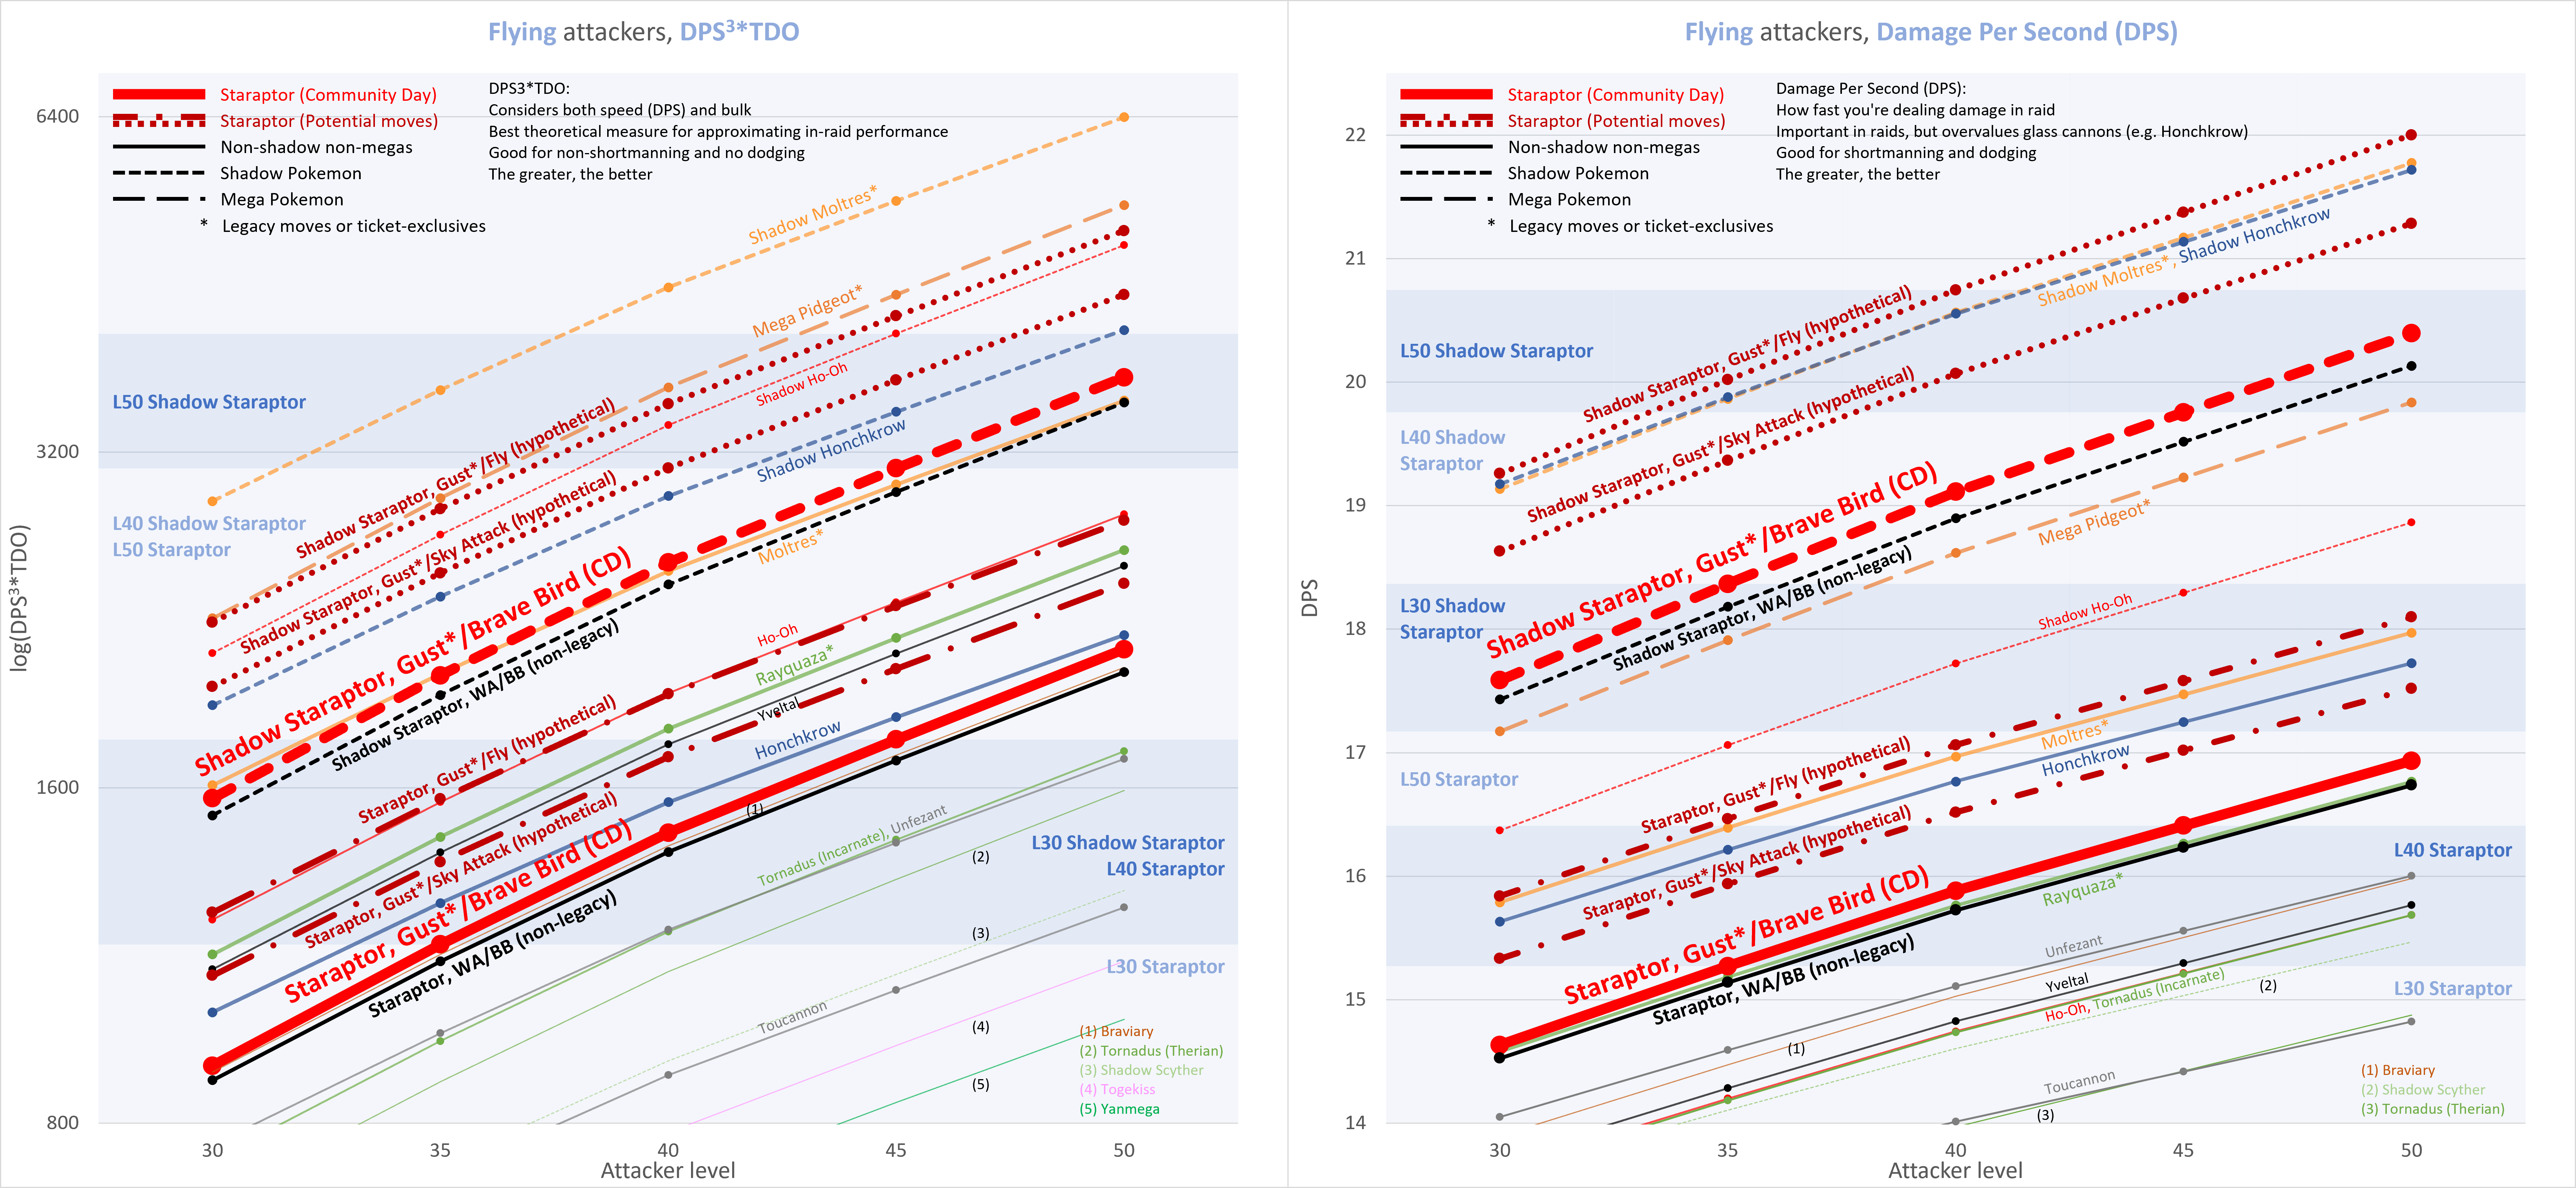 Flying attackers, DPS³*TDO
Staraptor (Community Day)
Staraptor (Potential moves)
Non-shadow non-megas
Shadow Pokemon
Mega Pokemon
* Legacy moves or ticket-exclusives
DPS3*TDO:
Considers both speed (DPS) and bulk
Best theoretical measure for approximating in-raid performance
Good for non-shortmanning and no dodging
The greater, the better
log(DPS³*TDO)
6400
3200
1600
800
L50 Shadow Staraptor
L40 Shadow Staraptor
L50 Staraptor
L30 Shadow Staraptor
L40 Staraptor
L30 Staraptor
Shadow Moltres*
Mega Pidgeot*
Shadow Staraptor, Gust*/Fly (hypothetical)
Shadow Ho-Oh
Shadow Staraptor, Gust*/Sky Attack (hypothetical)
Shadow Honchkrow
Shadow Staraptor, Gust*/Brave Bird (CD)
Moltres*
Shadow Staraptor, WA/BB (non-legacy)
Ho-Oh
Staraptor, Gust*/Fly (hypothetical)
Rayquaza*
Yveltal
Staraptor, Gust*/Sky Attack (hypothetical)
Honchkrow
Staraptor, Gust*/Brave Bird (CD)
(1)
Staraptor, WA/BB (non-legacy)
Tornadus (Incarnate), Unfezant
(2)
(3)
Toucannon
(4)
(5)
(1) Braviary
(2) Tornadus (Therian)
(3) Shadow Scyther
(4) Togekiss
(5) Yanmega
30 35 40 45 50
Attacker level
Flying attackers, Damage Per Second (DPS)
Staraptor (Community Day)
Staraptor (Potential moves)
Non-shadow non-megas
Shadow Pokemon
Mega Pokemon
* Legacy moves or ticket-exclusives
Damage Per Second (DPS):
How fast you're dealing damage in raid
Important in raids, but overvalues glass cannons (e.g. Honchkrow)
Good for shortmanning and dodging
The greater, the better
DPS
22
21
20
19
18
17
16
15
14
L50 Shadow Staraptor
L40 Shadow
Staraptor
L30 Shadow
Staraptor
L50 Staraptor
L40 Staraptor
L30 Staraptor
Shadow Staraptor, Gust*/Fly (hypothetical)
Shadow Moltres*, Shadow Honchkrow
Shadow Staraptor, Gust*/Sky Attack (hypothetical)
Shadow Staraptor, Gust*/Brave Bird (CD)
Shadow Staraptor, WA/BB (non-legacy)
Mega Pidgeot*
Shadow Ho-Oh
Staraptor, Gust*/Fly (hypothetical)
Moltres*
Honchkrow
Staraptor, Gust*/Sky Attack (hypothetical)
Staraptor, Gust*/Brave Bird (CD)
Rayquaza*
Staraptor, WA/BB (non-legacy)
Unfezant
(1)
Yveltal
Ho-Oh, Tornadus (Incarnate)
(2)
Toucannon
(3)
(1) Braviary
(2) Shadow Scyther
(3) Tornadus (Therian)
30 35 40 45 50
Attacker level